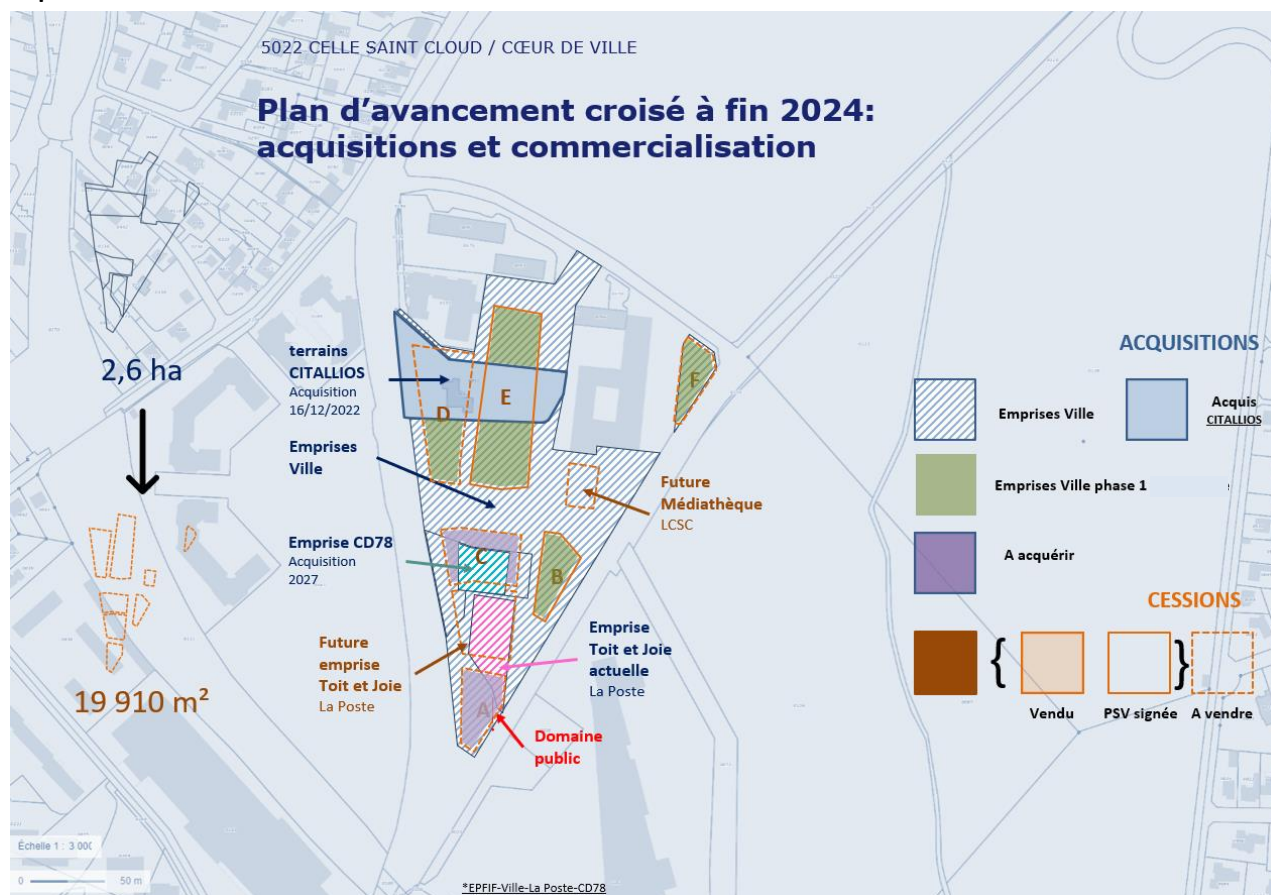 5022 CELLE SAINT CLOUD / CŒUR DE VILLE
Plan d’avancement croisé à fin 2024:
acquisitions et commercialisation
2,6 ha
19 910 m²
terrains
CITALLIOS
Acquisition
16/12/2022
Emprises
Ville
Emprise CD78
Acquisition
2027
Future
emprise
Toit et Joie
La Poste
D
E
F
C
B
A
Future
Médiathèque
LCSC
Emprise
Toit et Joie
actuelle
La Poste
Domaine
public
ACQUISITIONS
Emprises Ville
Acquis
CITALLIOS
Emprises Ville phase 1
A acquérir
CESSIONS
{
}
Vendu
PSV signée
A vendre
Échelle 1 : 3 000
0
50 m
*EPFIF-Ville-La Poste-CD78